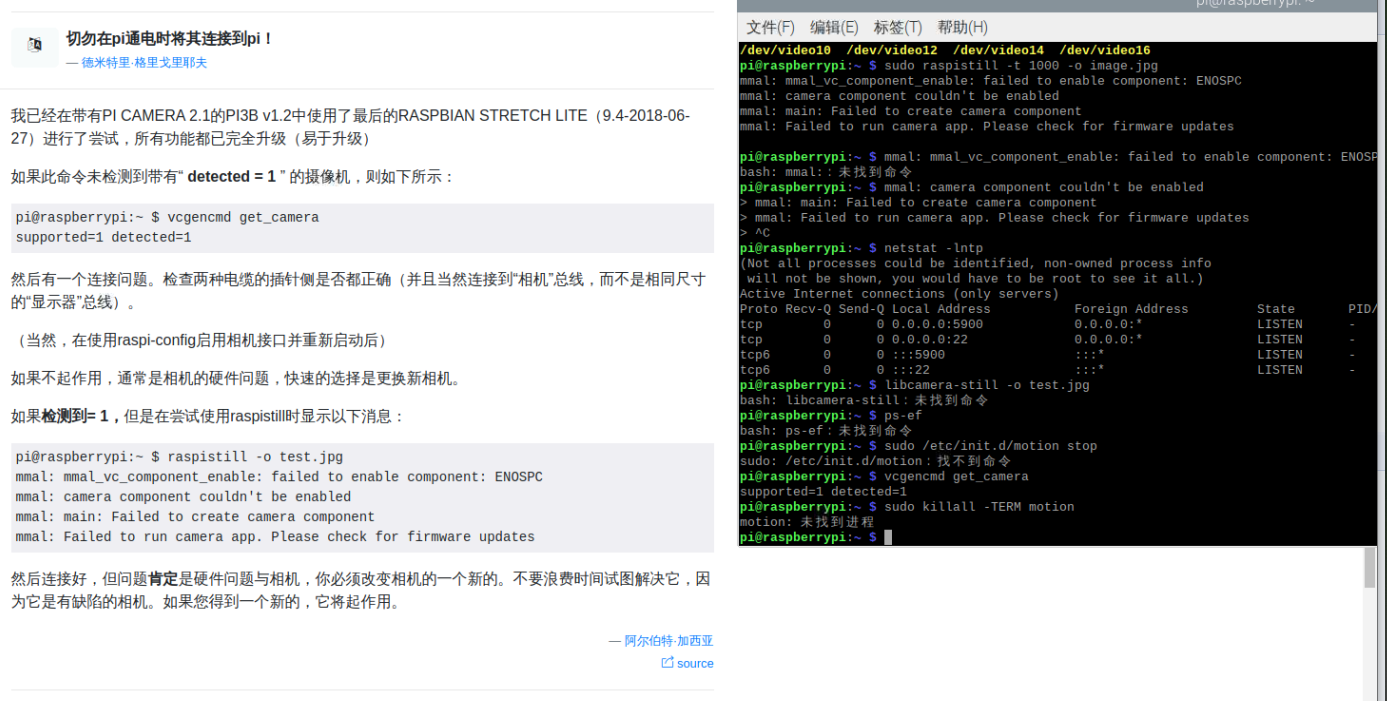 切勿在pi通电时将其连接到pi！
— 德米特里·格里戈里耶夫
我已经在带有PI CAMERA 2.1的PI3B v1.2中使用了最后的RASPBIAN STRETCH LITE（9.4-2018-06-
27）进行了尝试，所有功能都已完全升级（易于升级）
如果此命令未检测到带有“ detected = 1 ” 的摄像机，则如下所示：
pi@raspberrypi:~ $ vcgencmd get_camera
supported=1 detected=1
然后有一个连接问题。检查两种电缆的插针侧是否都正确（并且当然连接到“相机”总线，而不是相同尺寸
的“显示器”总线）。
（当然，在使用raspi-config启用相机接口并重新启动后）
如果不起作用，通常是相机的硬件问题，快速的选择是更换新相机。
如果检测到= 1，但是在尝试使用raspistill时显示以下消息：
pi@raspberrypi:~ $ raspistill -o test.jpg
mmal: mmal_vc_component_enable: failed to enable component: ENOSPC
mmal: camera component couldn't be enabled
mmal: main: Failed to create camera component
mmal: Failed to run camera app. Please check for firmware updates
然后连接好，但问题肯定是硬件问题与相机，你必须改变相机的一个新的。不要浪费时间试图解决它，因
为它是有缺陷的相机。如果您得到一个新的，它将起作用。
— 阿尔伯特·加西亚
source
pi@raspberrypi: ~
文件(F) 编辑(E) 标签(T) 帮助(H)
/dev/video10 /dev/video12 /dev/video14 /dev/video16
pi@raspberrypi:~ $ sudo raspistill -t 1000 -o image.jpg
mmal: mmal_vc_component_enable: failed to enable component: ENOSPC
mmal: camera component couldn't be enabled
mmal: main: Failed to create camera component
mmal: Failed to run camera app. Please check for firmware updates
pi@raspberrypi:~ $ mmal: mmal_vc_component_enable: failed to enable component: ENOSP
bash: mmal:：未找到命令
pi@raspberrypi:~ $ mmal: camera component couldn't be enabled
> mmal: main: Failed to create camera component
> mmal: Failed to run camera app. Please check for firmware updates
> ^C
pi@raspberrypi:~ $ netstat -lntp
(Not all processes could be identified, non-owned process info
will not be shown, you would have to be root to see it all.)
Active Internet connections (only servers)
Proto Recv-Q Send-Q Local Address Foreign Address State PID/
tcp 0 0 0.0.0.0:5900 0.0.0.0:* LISTEN -
tcp 0 0 0.0.0.0:22 0.0.0.0:* LISTEN -
tcp6 0 0 :::5900 :::* LISTEN -
tcp6 0 0 :::22 :::* LISTEN -
pi@raspberrypi:~ $ libcamera-still -o test.jpg
bash: libcamera-still：未找到命令
pi@raspberrypi:~ $ ps-ef
bash: ps-ef：未找到命令
pi@raspberrypi:~ $ sudo /etc/init.d/motion stop
sudo: /etc/init.d/motion：找不到命令
pi@raspberrypi:~ $ vcgencmd get_camera
supported=1 detected=1
pi@raspberrypi:~ $ sudo killall -TERM motion
motion: 未找到进程
pi@raspberrypi:~ $